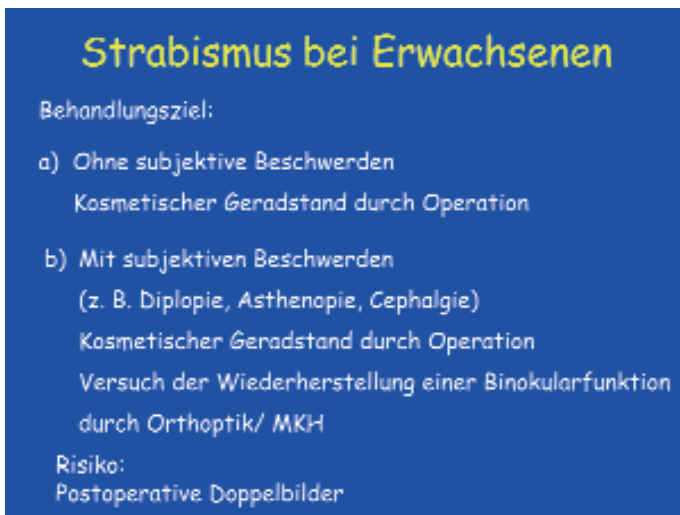 Strabismus bei Erwachsenen
Behandlungsziel:
a) Ohne subjektive Beschwerden
Kosmetischer Geradstand durch Operation
b) Mit subjektiven Beschwerden
(z. B. Diplopie, Asthenopie, Cephalgie)
Kosmetischer Geradstand durch Operation
Versuch der Wiederherstellung einer Binokularfunktion
durch Orthoptik/ MKH
Risiko:
Postoperative Doppelbilder